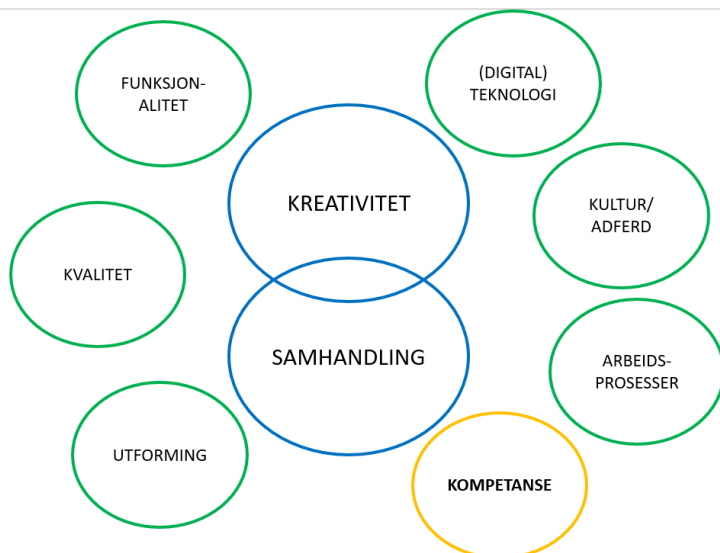 FUNKSJON-
ALITET
(DIGITAL)
TEKNOLOGI
KREATIVITET
KULTUR/
ADFERD
KVALITET
SAMHANDLING
ARBEIDS-
PROSESSER
UTFORMING
KOMPETANSE